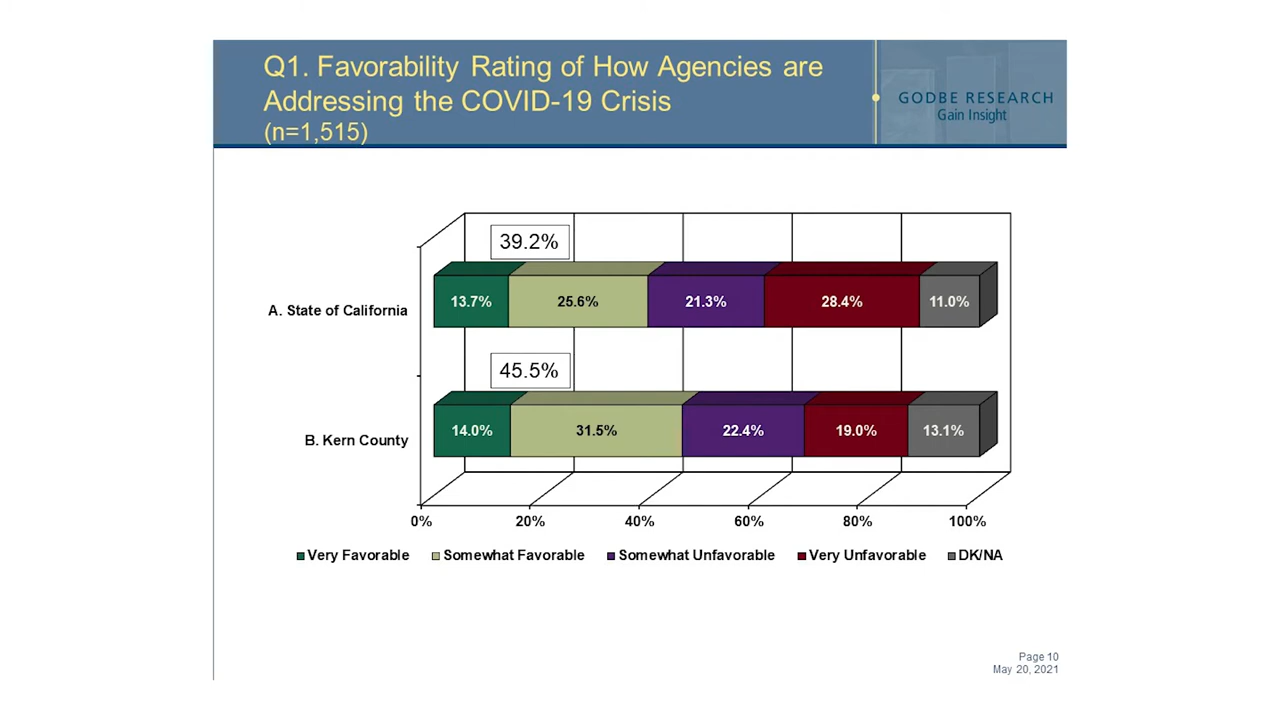 Q1. Favorability Rating of How Agencies are
Addressing the COVID-19 Crisis
(n=1,515)
GODBE RESEARCH
Gain Insight
39.2%
A. State of California
13.7%
25.6%
21.3%
28.4%
11.0%
45.5%
B. Kern County
14.0%
31.5%
22.4%
19.0%
13.1%
0%
20%
40%
60%
80%
100%
Very Favorable
Somewhat Favorable
Somewhat Unfavorable
Very Unfavorable
DK/NA
Page 10
May 20, 2021